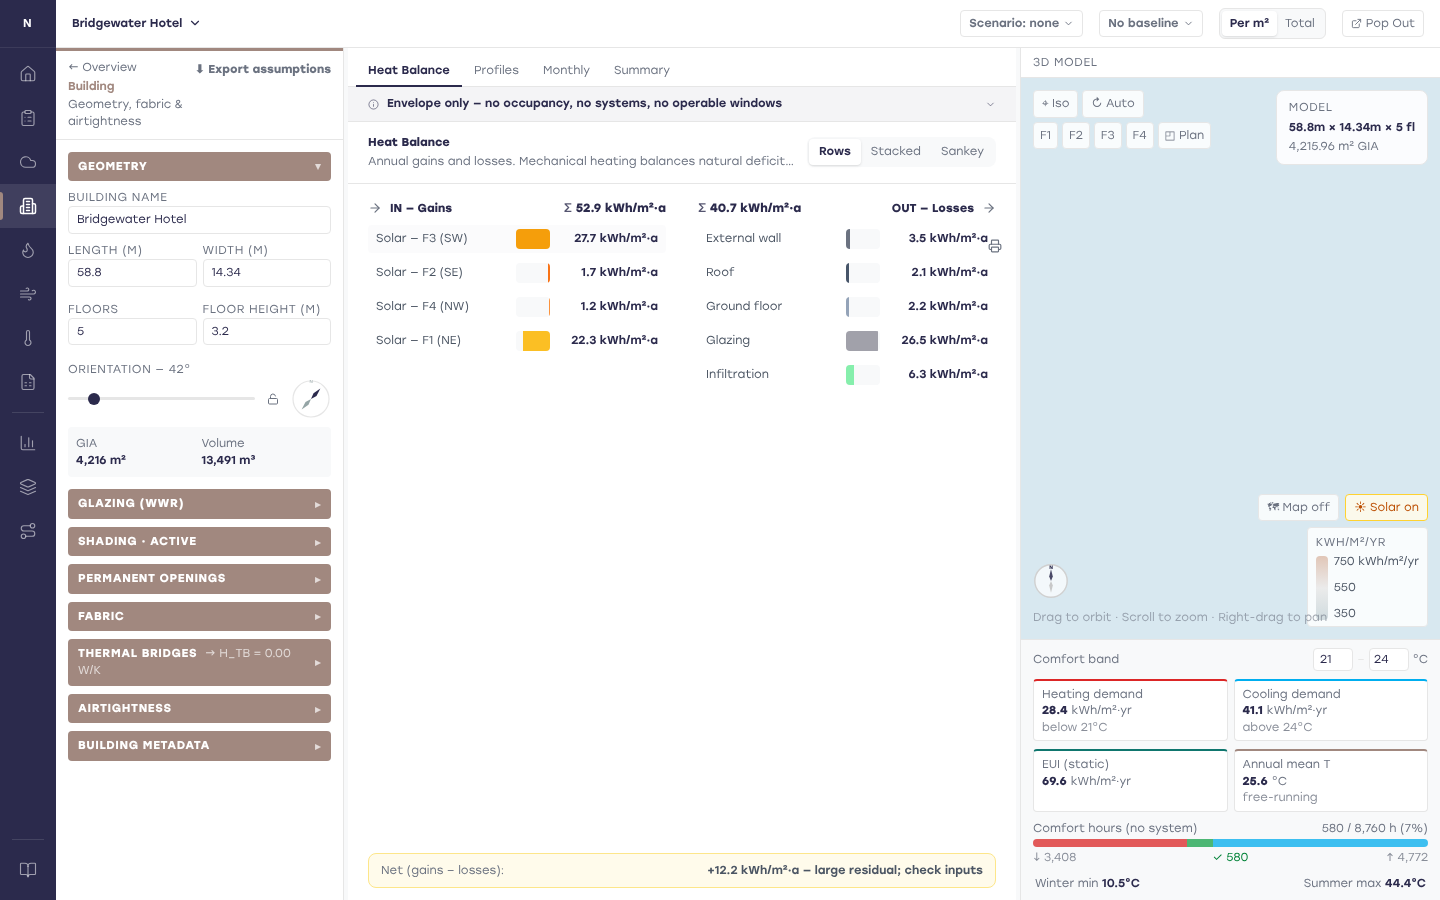 N
Bridgewater Hotel
Scenario: none
No baseline
Per m²
Total
Pop Out
← Overview
Export assumptions
Building
Geometry, fabric &
airtightness
GEOMETRY
BUILDING NAME
Bridgewater Hotel
LENGTH (M)
WIDTH (M)
58.8
14.34
FLOORS
FLOOR HEIGHT (M)
5
3.2
ORIENTATION — 42°
GIA
4,216 m²
Volume
13,491 m³
GLAZING (WWR)
SHADING · ACTIVE
PERMANENT OPENINGS
FABRIC
THERMAL BRIDGES → H_TB = 0.00
W/K
AIRTIGHTNESS
BUILDING METADATA
Heat Balance
Profiles
Monthly
Summary
Envelope only — no occupancy, no systems, no operable windows
Heat Balance
Annual gains and losses. Mechanical heating balances natural deficit...
Rows
Stacked
Sankey
→ IN — Gains
Σ 52.9 kWh/m²·a
Σ 40.7 kWh/m²·a
OUT — Losses →
Solar — F3 (SW)
27.7 kWh/m²·a
Solar — F2 (SE)
1.7 kWh/m²·a
Solar — F4 (NW)
1.2 kWh/m²·a
Solar — F1 (NE)
22.3 kWh/m²·a
External wall
3.5 kWh/m²·a
Roof
2.1 kWh/m²·a
Ground floor
2.2 kWh/m²·a
Glazing
26.5 kWh/m²·a
Infiltration
6.3 kWh/m²·a
Net (gains — losses):
+12.2 kWh/m²·a — large residual; check inputs
3D MODEL
⌖ Iso
↻ Auto
F1
F2
F3
F4
Plan
MODEL
58.8m × 14.34m × 5 fl
4,215.96 m² GIA
Map off
☀ Solar on
KWH/M²/YR
750 kWh/m²/yr
550
350
N
Drag to orbit · Scroll to zoom · Right-drag to pan
Comfort band
21 — 24 °C
Heating demand
28.4 kWh/m²·yr
below 21°C
Cooling demand
41.1 kWh/m²·yr
above 24°C
EUI (static)
69.6 kWh/m²·yr
Annual mean T
25.6 °C
free-running
Comfort hours (no system)
580 / 8,760 h (7%)
↓ 3,408
✓ 580
↑ 4,772
Winter min 10.5°C
Summer max 44.4°C